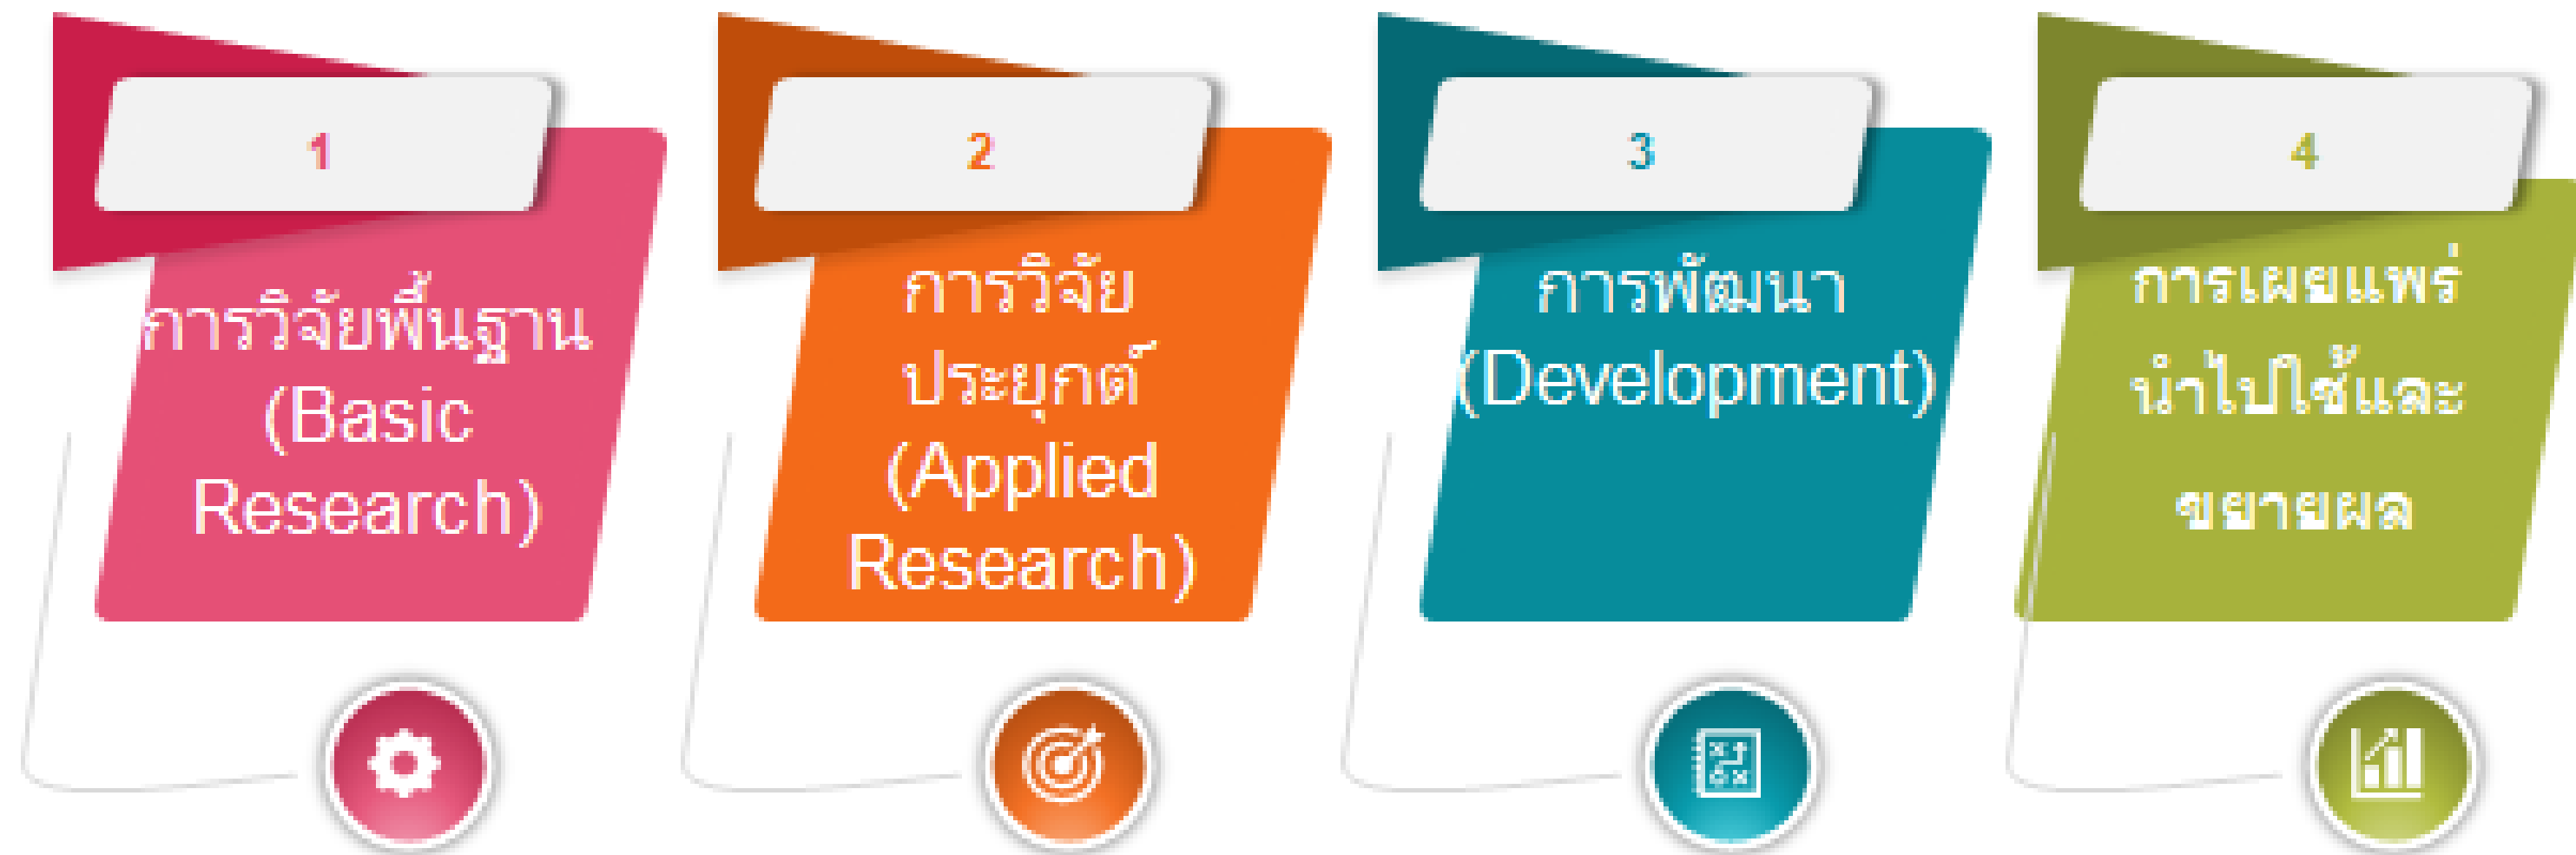 1
การวิจัยพื้นฐาน
(Basic
Research)
2
การวิจัย
ประยุกต์
(Applied
Research)
3
การพัฒนา
(Development)
4
การเผยแพร่
นำไปใช้และ
ขยายผล